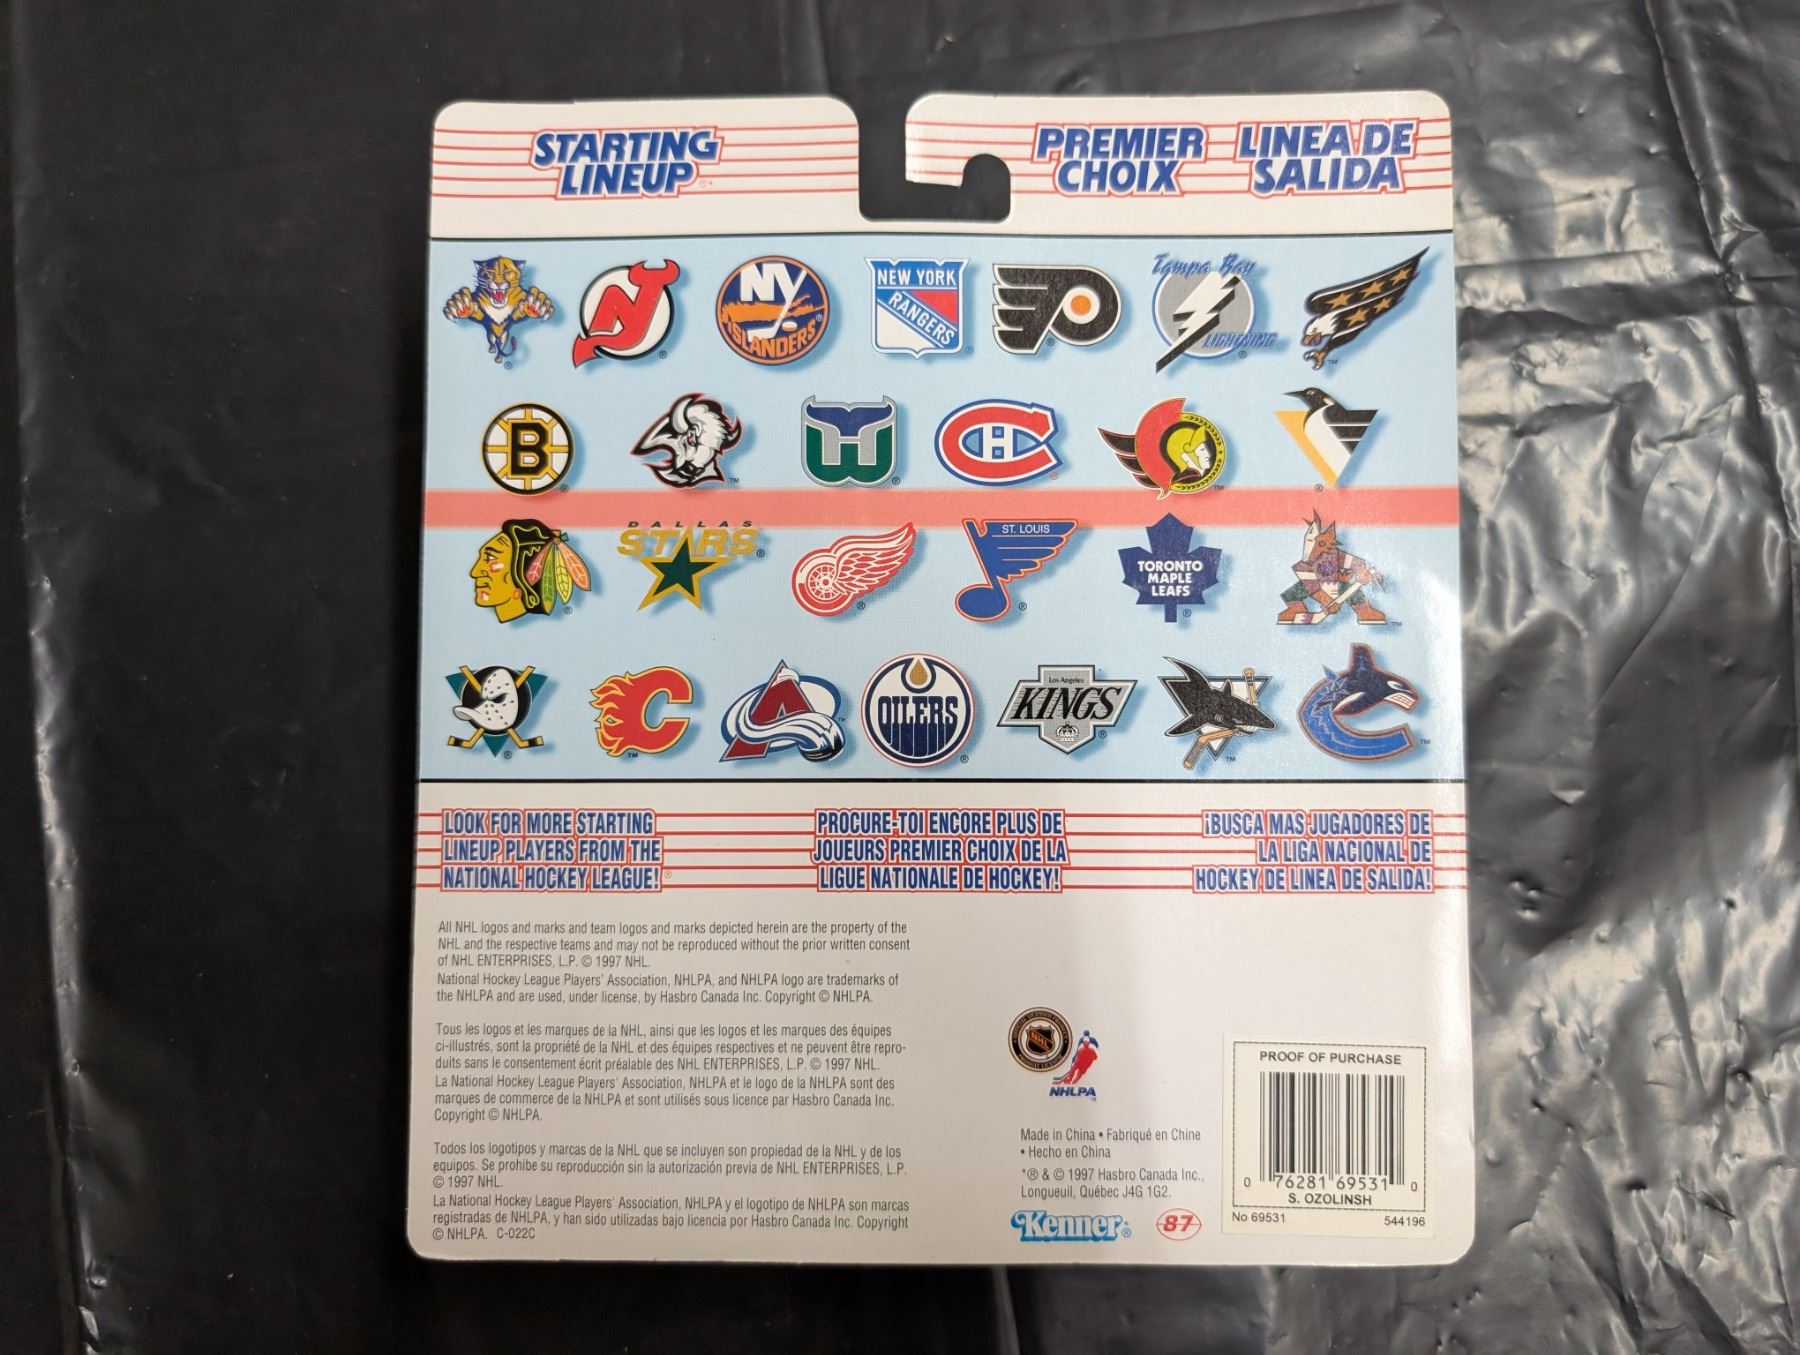 STARTING
LINEUP
PREMIER
CHOIX
LINEA DE
SALIDA
NY
ISLANDERS
NEW YORK
RANGERS
Tampa Bay
LIGHTNING
B
DALLAS
STARS
ST. LOUIS
TORONTO
MAPLE
LEAFS
OILERS
Los Angeles
KINGS
LOOK FOR MORE STARTING
LINEUP PLAYERS FROM THE
NATIONAL HOCKEY LEAGUE!®
PROCURE-TOI ENCORE PLUS DE
JOUEURS PREMIER CHOIX DE LA
LIGUE NATIONALE DE HOCKEY!
¡BUSCA MAS JUGADORES DE
LA LIGA NACIONAL DE
HOCKEY DE LINEA DE SALIDA!
All NHL logos and marks and team logos and marks depicted herein are the property of the
NHL and the respective teams and may not be reproduced without the prior written consent
of NHL ENTERPRISES, L.P. © 1997 NHL.
National Hockey League Players' Association, NHLPA, and NHLPA logo are trademarks of
the NHLPA and are used, under license, by Hasbro Canada Inc. Copyright © NHLPA.
Tous les logos et les marques de la NHL, ainsi que les logos et les marques des équipes
ci-illustrés, sont la propriété de la NHL et des équipes respectives et ne peuvent être repro-
duits sans le consentement écrit préalable des NHL ENTERPRISES, L.P. © 1997 NHL.
La National Hockey League Players' Association, NHLPA et le logo de la NHLPA sont des
marques de commerce de la NHLPA et sont utilisés sous licence par Hasbro Canada Inc.
Copyright © NHLPA.
Todos los logotipos y marcas de la NHL que se incluyen son propiedad de la NHL y de los
equipos. Se prohibe su reproducción sin la autorización previa de NHL ENTERPRISES, L.P.
© 1997 NHL.
La National Hockey League Players' Association, NHLPA y el logotipo de NHLPA son marcas
registradas de NHLPA, y han sido utilizadas bajo licencia por Hasbro Canada Inc. Copyright
© NHLPA. C-022C
NHL
NHLPA
Made in China • Fabriqué en Chine
• Hecho en China
*® & © 1997 Hasbro Canada Inc.,
Longueuil, Québec J4G 1G2.
Kenner®
87
PROOF OF PURCHASE
0 76281 69531 0
S. OZOLINSH
No 69531
544196